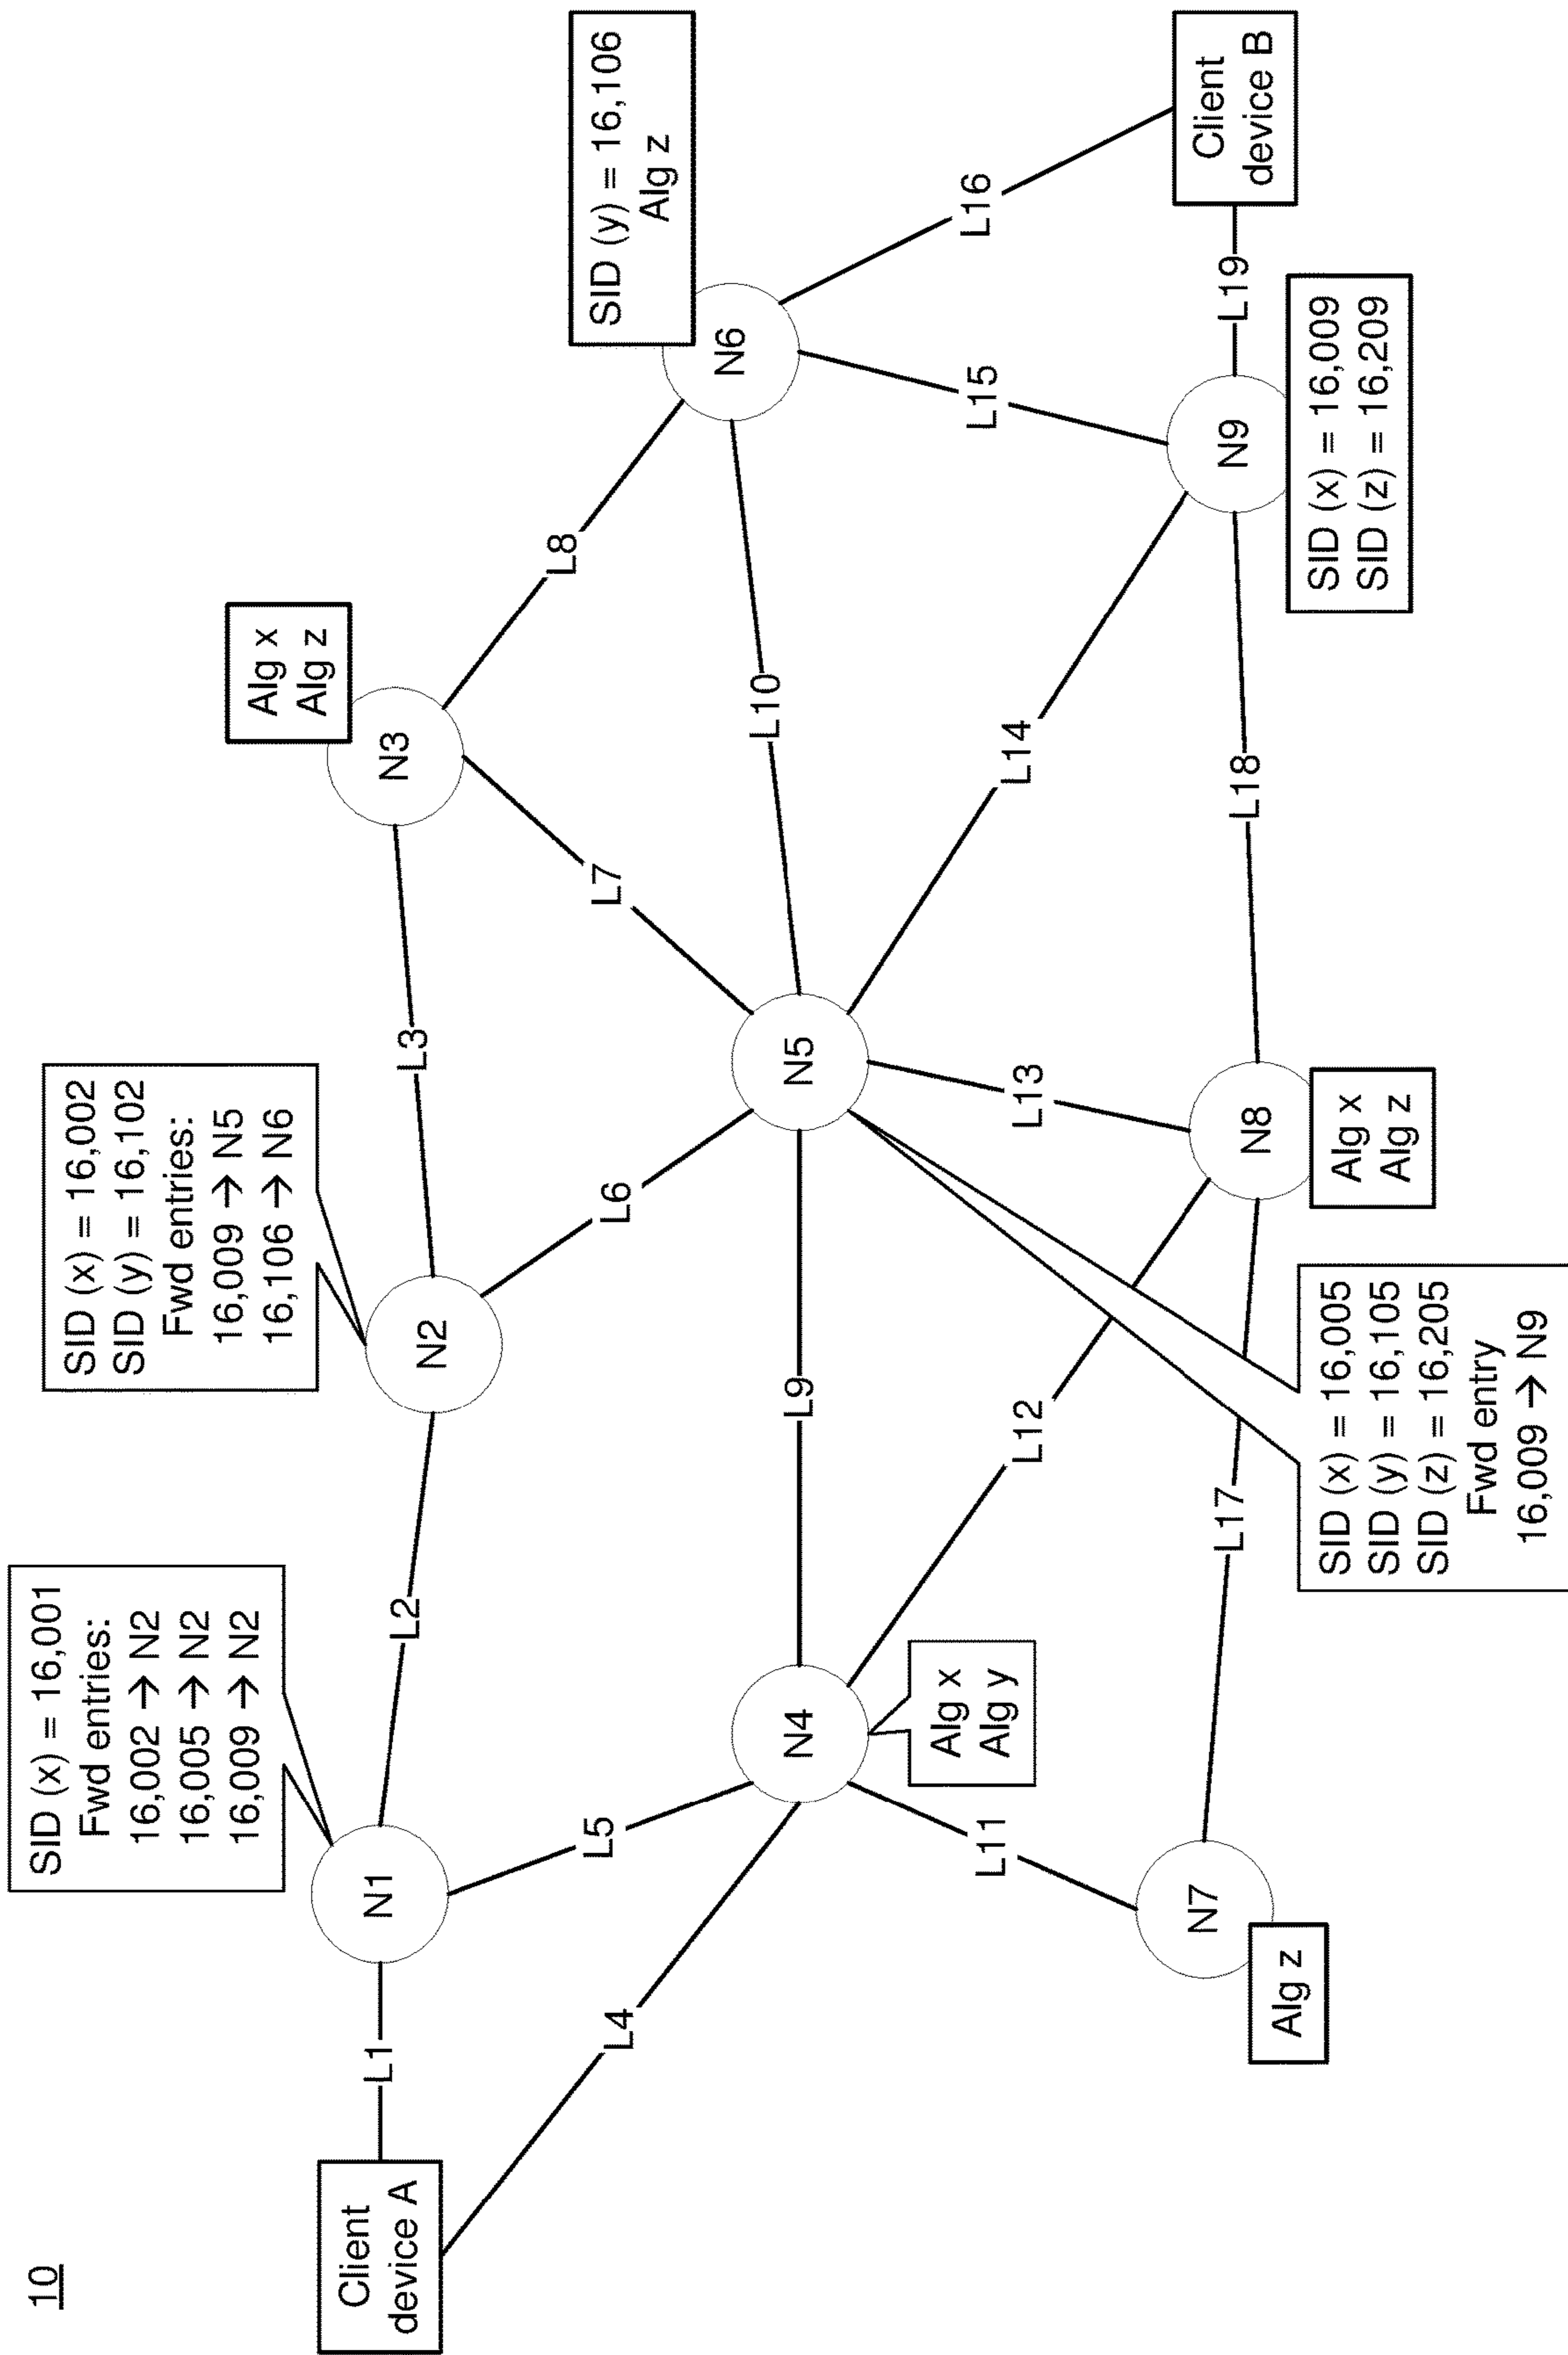 10
SID (x) = 16,001
Fwd entries:
16,002 → N2
16,005 → N2
16,009 → N2
SID (x) = 16,002
SID (y) = 16,102
Fwd entries:
16,009 → N5
16,106 → N6
Alg x
Alg z
SID (y) = 16,106
Alg z
Client
device A
L1
N1
L2
N2
L3
N3
L4
L5
L6
L7
L8
N4
L9
N5
L10
N6
Alg x
Alg y
L11
L12
L13
L14
L15
L16
N7
Alg z
L17
N8
Alg x
Alg z
L18
N9
L19
Client
device B
SID (x) = 16,005
SID (y) = 16,105
SID (z) = 16,205
Fwd entry
16,009 → N9
SID (x) = 16,009
SID (z) = 16,209